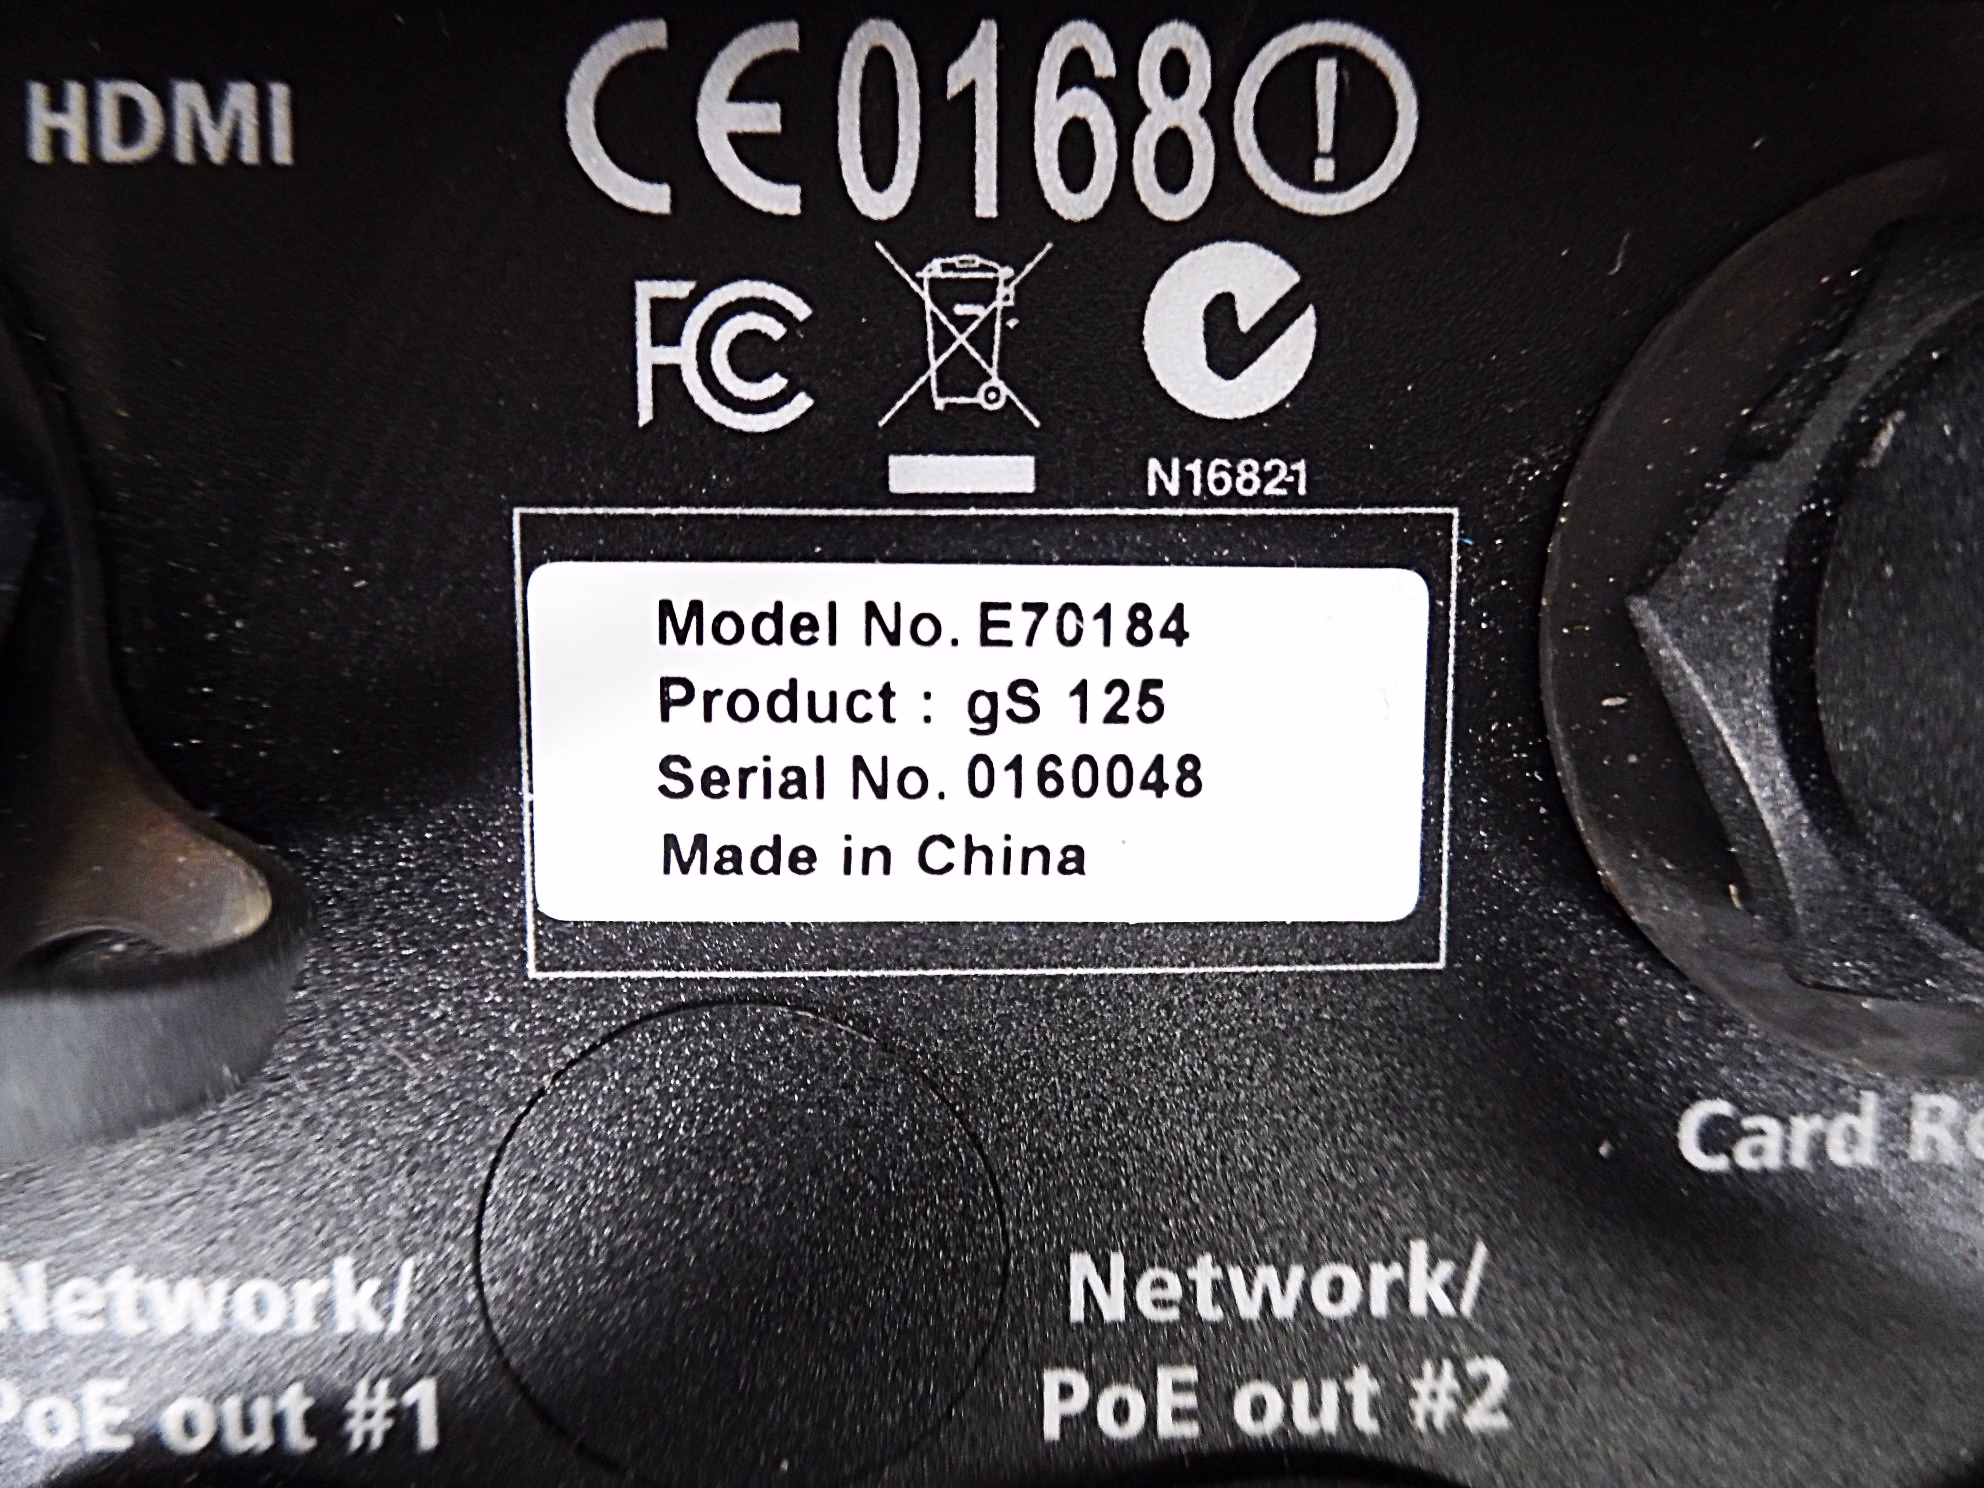 HDMI
CE0168
FC
N16821
Model No. E70184
Product : gS 125
Serial No. 0160048
Made in China
Card
Network/
PoE out #1
Network/
PoE out #2